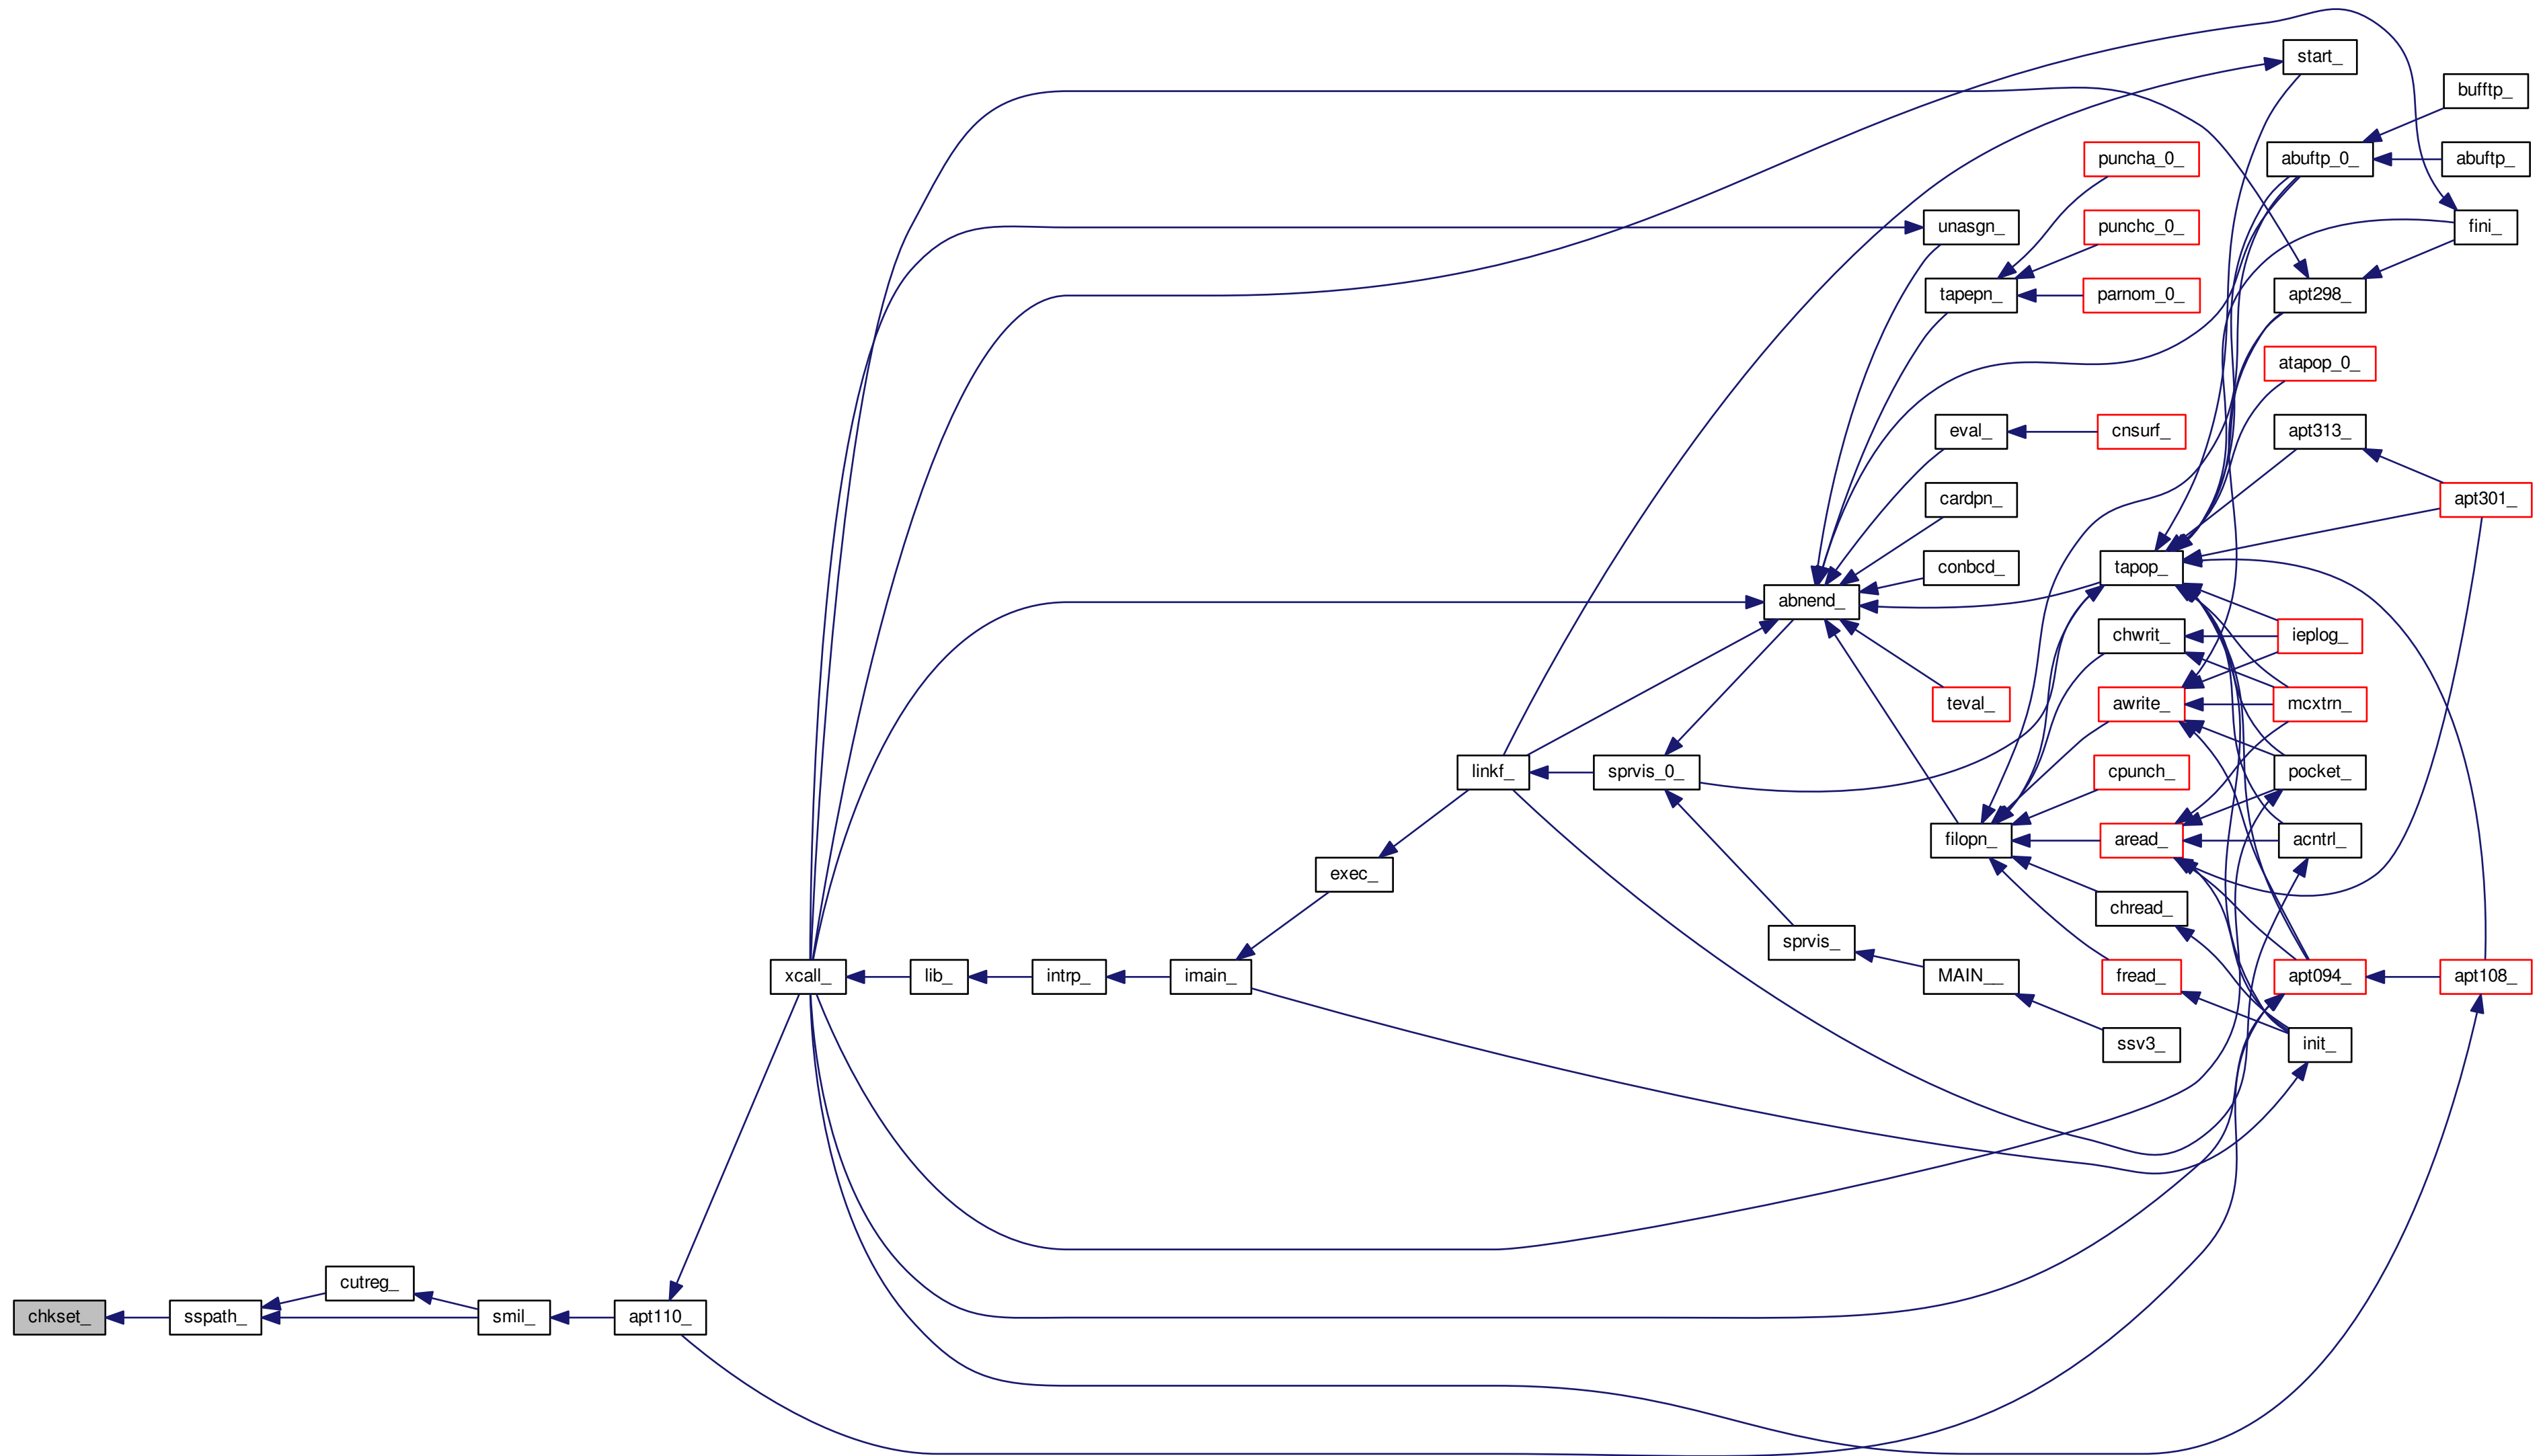 start_
bufftp_
puncha_0_
abuftp_0_
abuftp_
unasgn_
punchc_0_
fini_
tapepn_
parnom_0_
apt298_
atapop_0_
eval_
cnsurf_
apt313_
cardpn_
apt301_
conbcd_
tapop_
abnend_
chwrit_
ieplog_
teval_
awrite_
mcxtrn_
linkf_
sprvis_0_
cpunch_
pocket_
filopn_
aread_
acntrl_
exec_
chread_
sprvis_
xcall_
lib_
intrp_
imain_
MAIN__
fread_
apt094_
apt108_
ssv3_
init_
cutreg_
chkset_
sspath_
smil_
apt110_